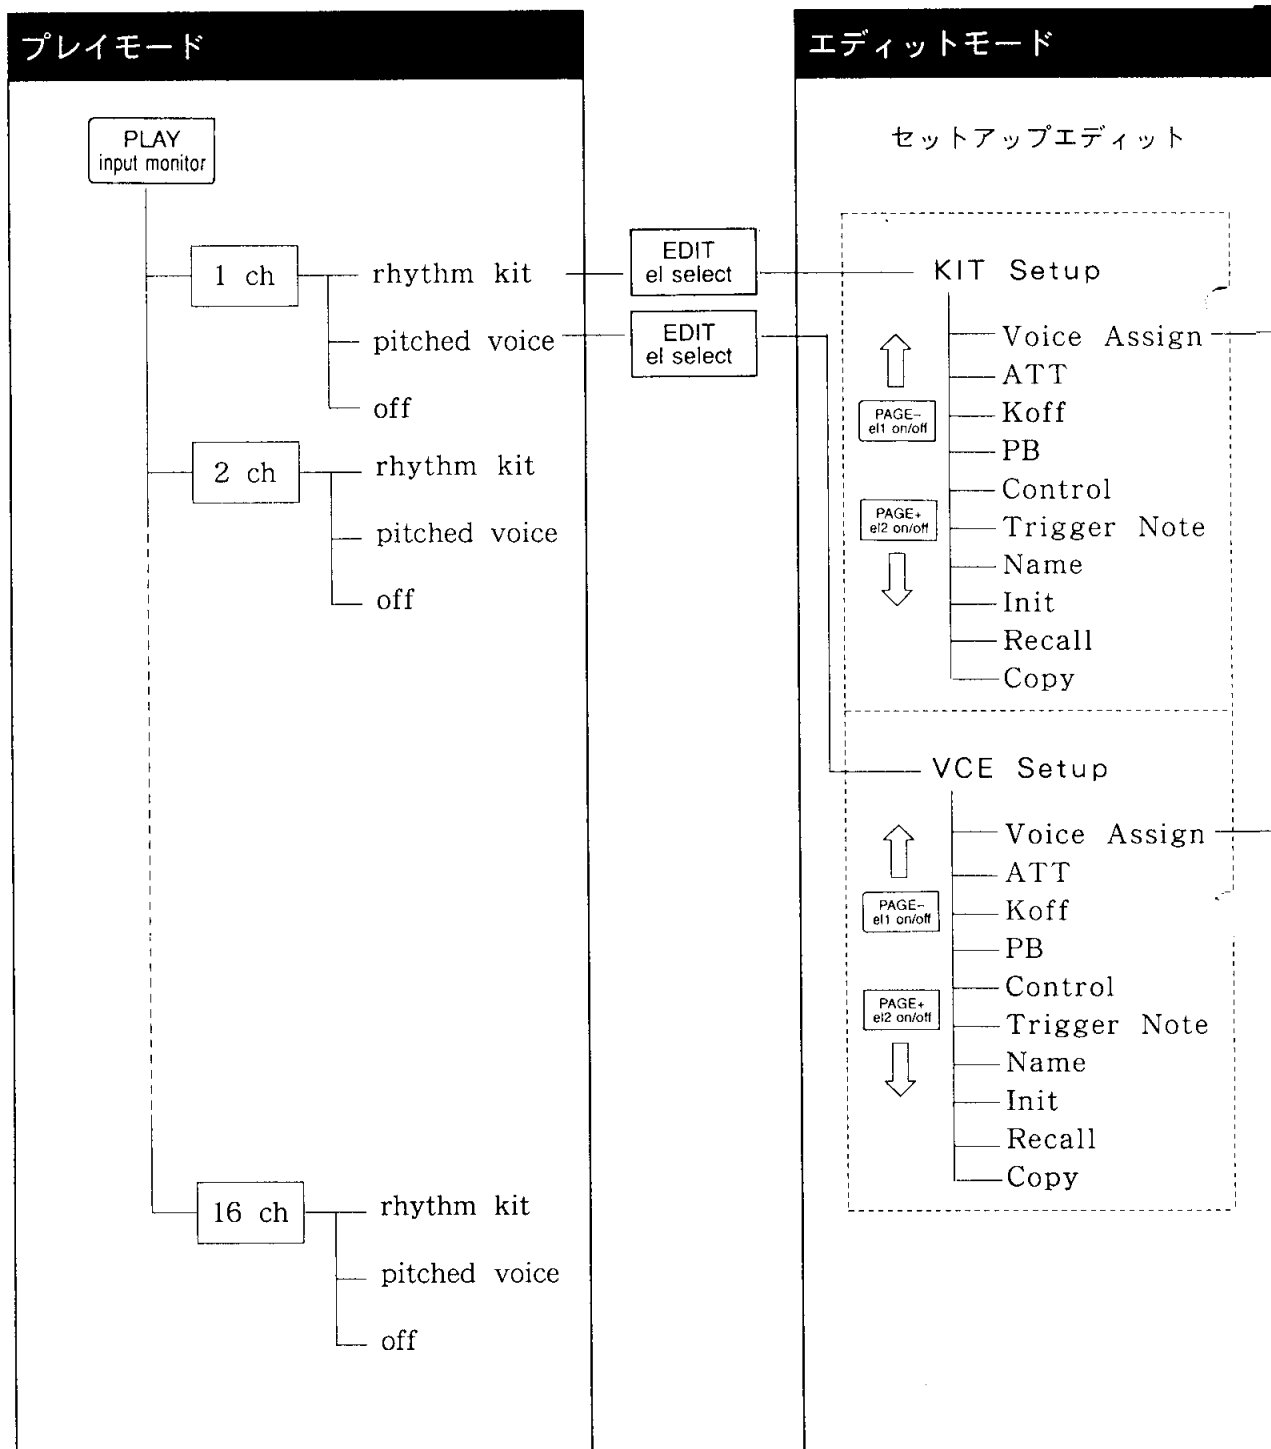 プレイモード
PLAY
input monitor
1 ch
rhythm kit
pitched voice
off
2 ch
rhythm kit
pitched voice
off
16 ch
rhythm kit
pitched voice
off
EDIT
el select
EDIT
el select
エディットモード
セットアップエディット
KIT Setup
Voice Assign
ATT
Koff
PB
Control
Trigger Note
Name
Init
Recall
Copy
PAGE-
el1 on/off
PAGE+
el2 on/off
VCE Setup
Voice Assign
ATT
Koff
PB
Control
Trigger Note
Name
Init
Recall
Copy
PAGE-
el1 on/off
PAGE+
el2 on/off